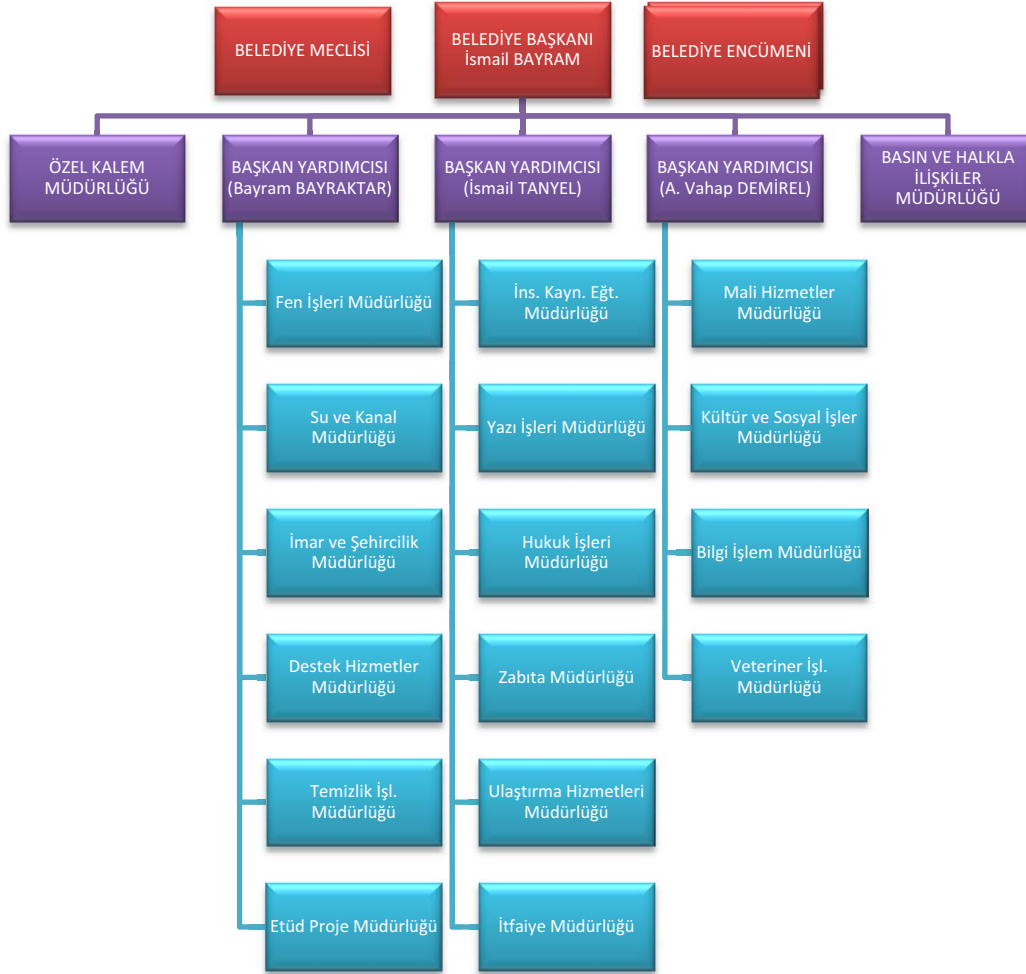 BELEDİYE MECLİSİ
BELEDİYE BAŞKANI
İsmail BAYRAM
BELEDİYE ENCÜMENİ
ÖZEL KALEM
MÜDÜRLÜĞÜ
BAŞKAN YARDIMCISI
(Bayram BAYRAKTAR)
BAŞKAN YARDIMCISI
(İsmail TANYEL)
BAŞKAN YARDIMCISI
(A. Vahap DEMİREL)
BASIN VE HALKLA
İLİŞKİLER
MÜDÜRLÜĞÜ
Fen İşleri Müdürlüğü
Su ve Kanal
Müdürlüğü
İmar ve Şehircilik
Müdürlüğü
Destek Hizmetler
Müdürlüğü
Temizlik İşl.
Müdürlüğü
Etüd Proje Müdürlüğü
İns. Kayn. Eğt.
Müdürlüğü
Yazı İşleri Müdürlüğü
Hukuk İşleri
Müdürlüğü
Zabıta Müdürlüğü
Ulaştırma Hizmetleri
Müdürlüğü
İtfaiye Müdürlüğü
Mali Hizmetler
Müdürlüğü
Kültür ve Sosyal İşler
Müdürlüğü
Bilgi İşlem Müdürlüğü
Veteriner İşl.
Müdürlüğü